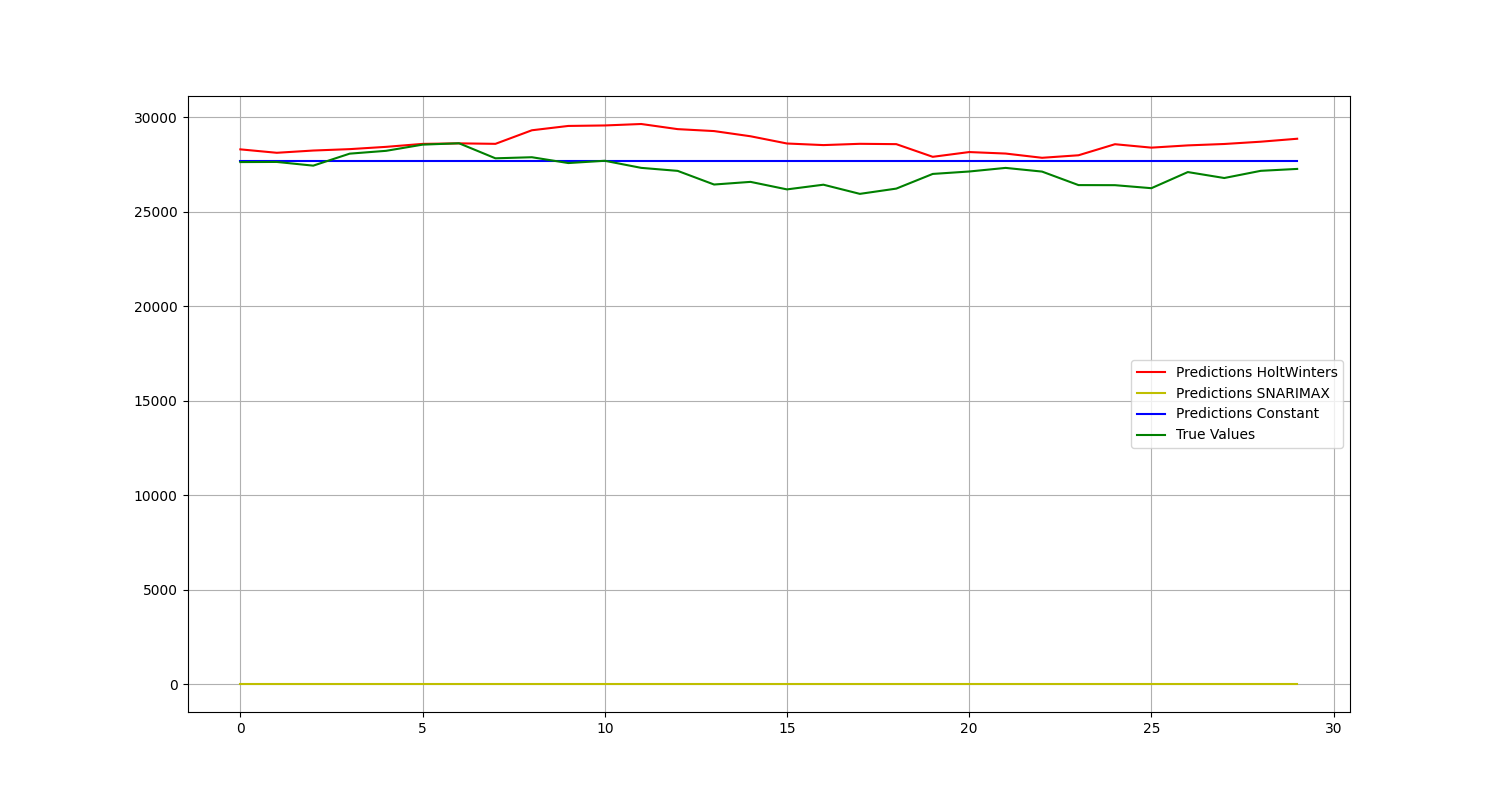 30000
25000
20000
15000
10000
5000
0
0 5 10 15 20 25 30
Predictions HoltWinters
Predictions SNARIMAX
Predictions Constant
True Values